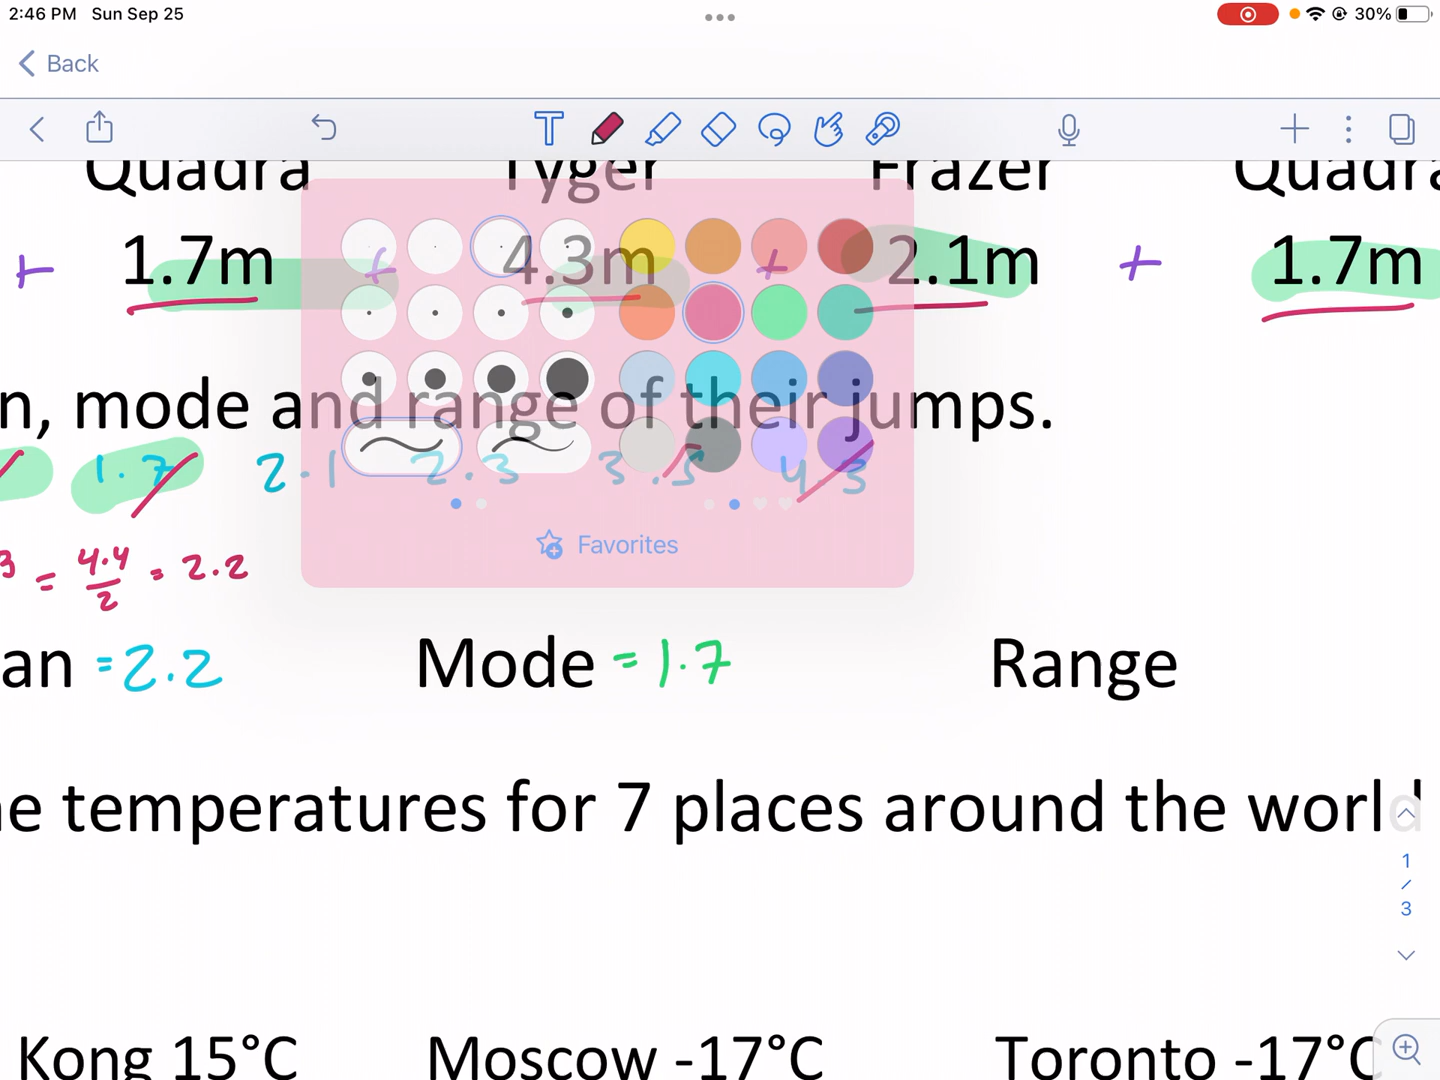 2:46 PM Sun Sep 25 30%
Back
Quadra Tyger Frazer Quadra
+ 1.7m + 4.3m + 2.1m + 1.7m
n, mode and range of their jumps.
1.7 2.1 2.3 3.5 4.3
Favorites
3 = 4.4/2 = 2.2
an = 2.2 Mode = 1.7 Range
he temperatures for 7 places around the world
1
/
3
Kong 15°C Moscow -17°C Toronto -17°C